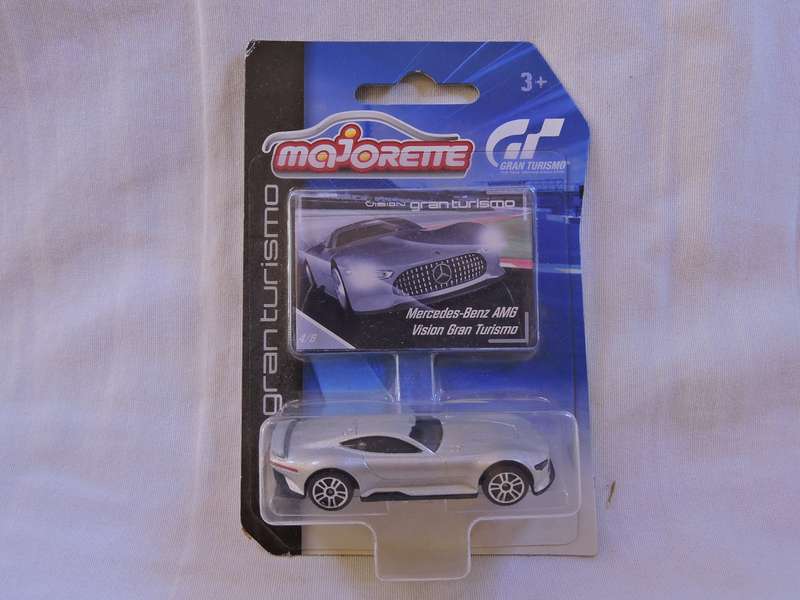 3+
MAJORETTE
GT
GRAN TURISMO
gran turismo
VISION gran turismo
Mercedes-Benz AMG
Vision Gran Turismo
4/6